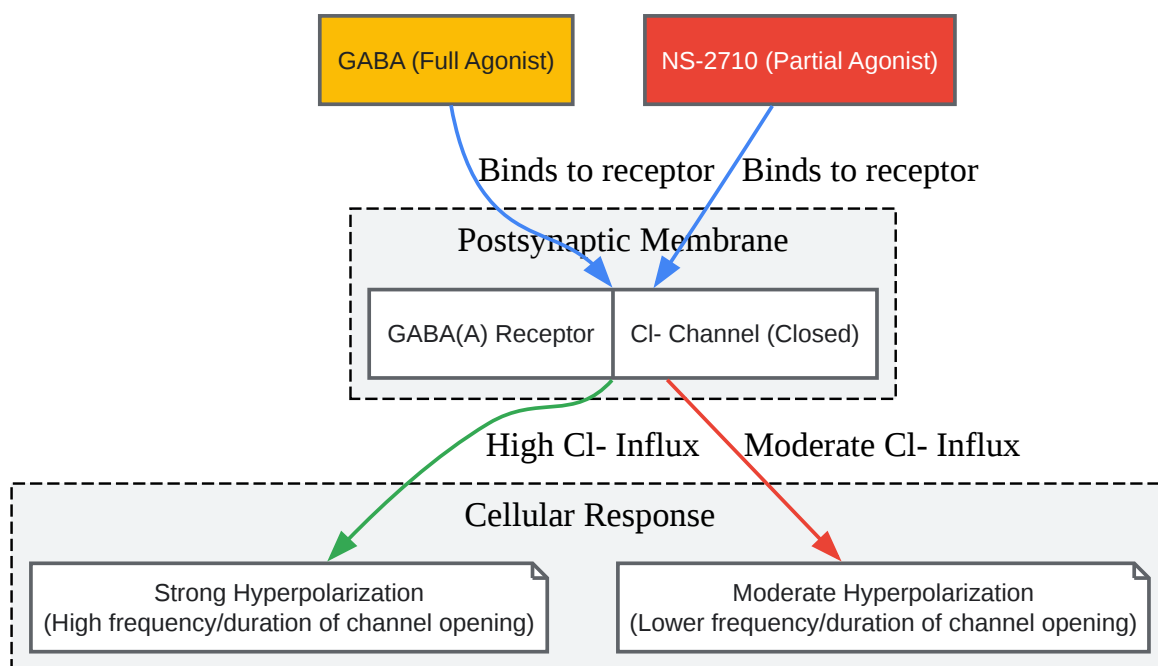 GABA (Full Agonist)
NS-2710 (Partial Agonist)
Binds to receptor
Binds to receptor
Postsynaptic Membrane
GABA(A) Receptor
Cl- Channel (Closed)
High Cl- Influx
Moderate Cl- Influx
Cellular Response
Strong Hyperpolarization
(High frequency/duration of channel opening)
Moderate Hyperpolarization
(Lower frequency/duration of channel opening)